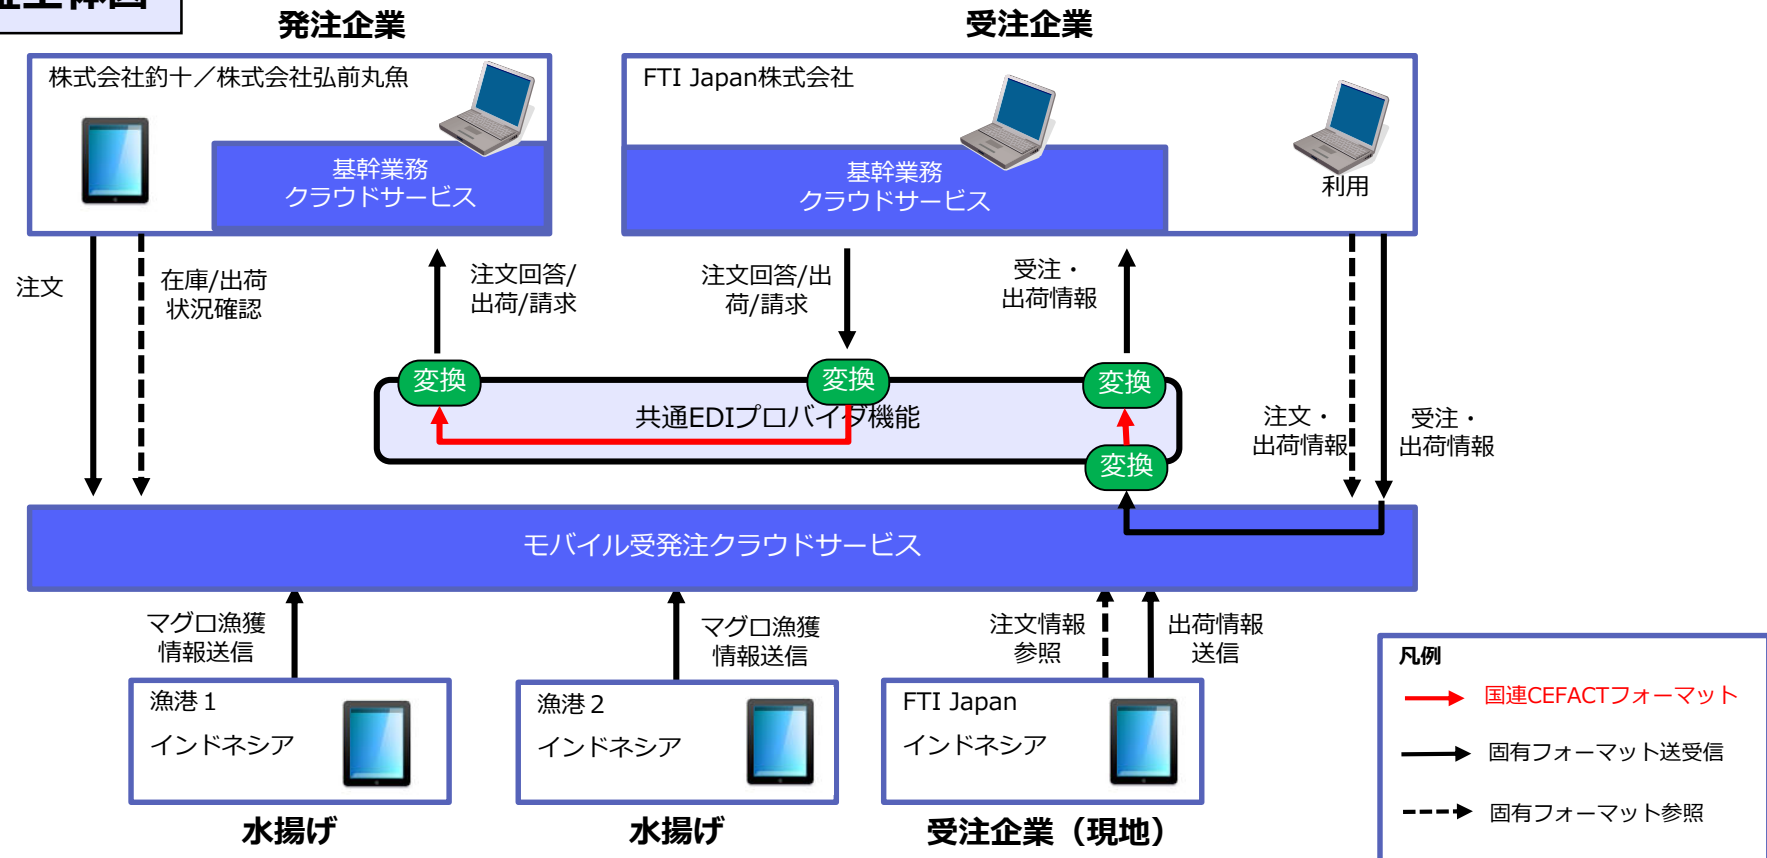 全体図
発注企業
受注企業
株式会社釣十／株式会社弘前丸魚
FTI Japan株式会社
基幹業務
クラウドサービス
基幹業務
クラウドサービス
利用
注文
在庫/出荷
状況確認
注文回答/
出荷/請求
注文回答/出
荷/請求
受注・
出荷情報
変換
変換
変換
共通EDIプロバイダ機能
変換
注文・
出荷情報
受注・
出荷情報
モバイル受発注クラウドサービス
マグロ漁獲
情報送信
マグロ漁獲
情報送信
注文情報
参照
出荷情報
送信
漁港１
インドネシア
漁港２
インドネシア
FTI Japan
インドネシア
水揚げ
水揚げ
受注企業（現地）
凡例
国連CEFACTフォーマット
固有フォーマット送受信
固有フォーマット参照